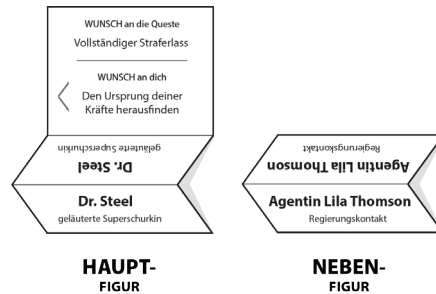 WUNSCH an die Queste
Vollständiger Straferlass
WUNSCH an dich
Den Ursprung deiner
Kräfte herausfinden
geläuterte Superschurkin
Dr. Steel
Dr. Steel
geläuterte Superschurkin
HAUPT-
FIGUR
Regierungskontakt
Agentin Lila Thomson
Agentin Lila Thomson
Regierungskontakt
NEBEN-
FIGUR